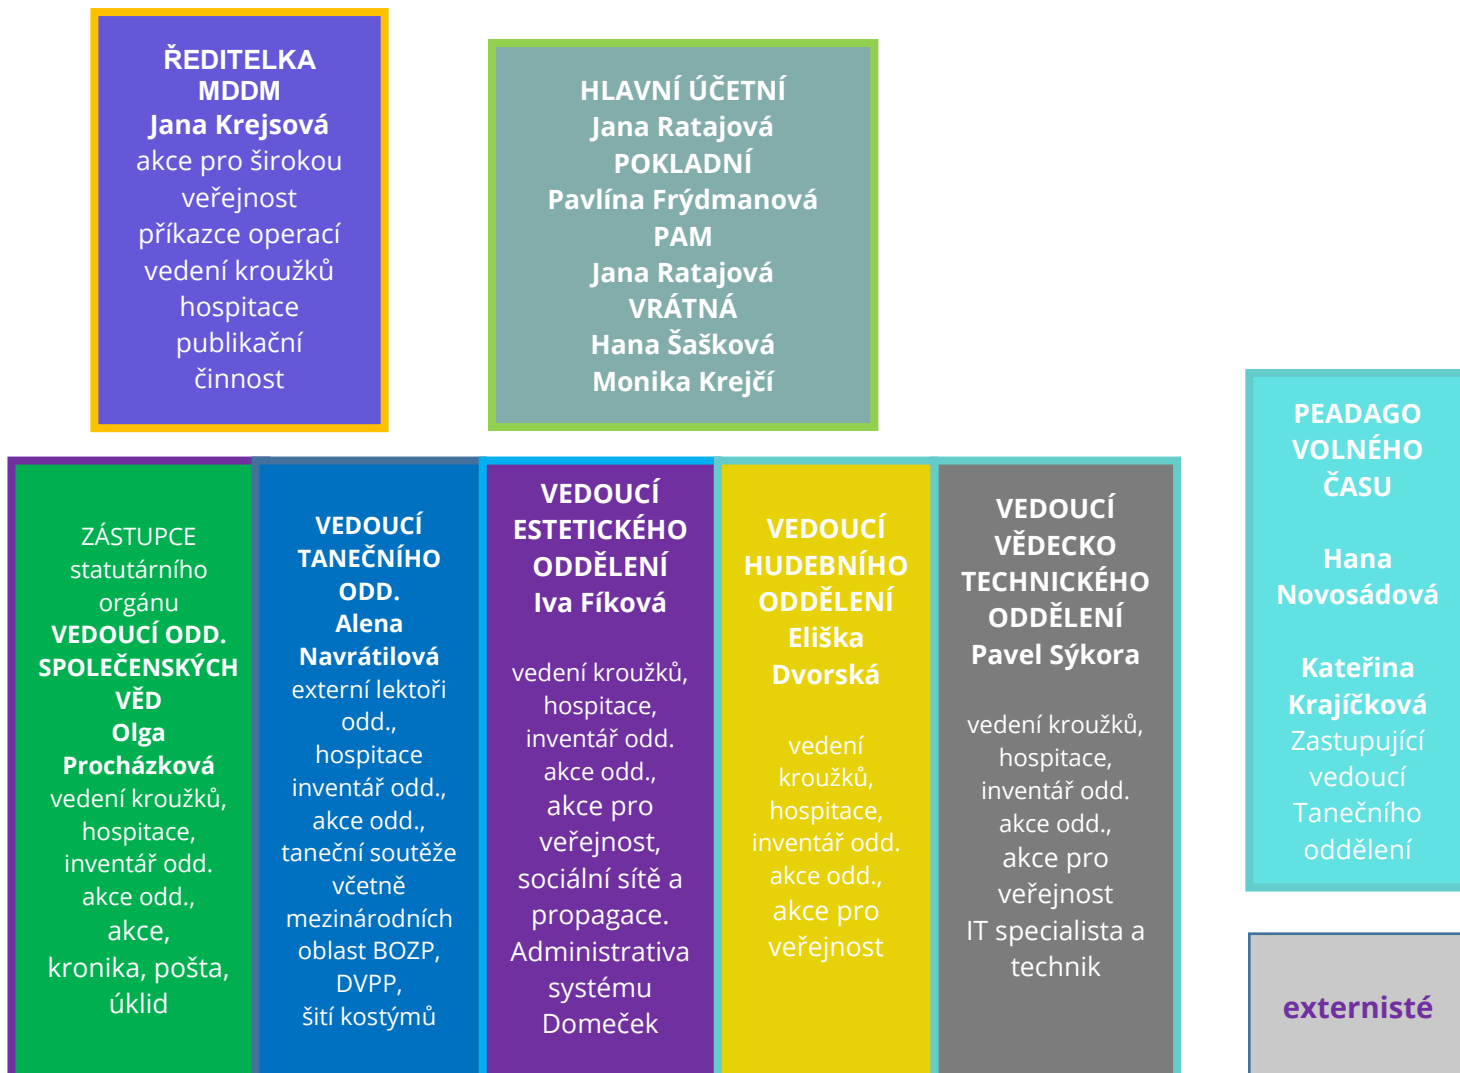 ŘEDITELKA
MDDM
Jana Krejsová
akce pro širokou
veřejnost
příkazce operací
vedení kroužků
hospitace
publikační
činnost
HLAVNÍ ÚČETNÍ
Jana Ratajová
POKLADNÍ
Pavlína Frýdmanová
PAM
Jana Ratajová
VRÁTNÁ
Hana Šašková
Monika Krejčí
ZÁSTUPCE
statutárního
orgánu
VEDOUCÍ ODD.
SPOLEČENSKÝCH
VĚD
Olga
Procházková
vedení kroužků,
hospitace,
inventář odd.
akce odd.,
akce,
kronika, pošta,
úklid
VEDOUCÍ
TANEČNÍHO
ODD.
Alena
Navrátilová
externí lektoři
odd.,
hospitace
inventář odd.,
akce odd.,
taneční soutěže
včetně
mezinárodních
oblast BOZP,
DVPP,
šití kostýmů
VEDOUCÍ
ESTETICKÉHO
ODDĚLENÍ
Iva Fíková
vedení kroužků,
hospitace,
inventář odd.
akce odd.,
akce pro
veřejnost,
sociální sítě a
propagace.
Administrativa
systému
Domeček
VEDOUCÍ
HUDEBNÍHO
ODDĚLENÍ
Eliška
Dvorská
vedení
kroužků,
hospitace,
inventář odd.
akce odd.,
akce pro
veřejnost
VEDOUCÍ
VĚDECKO
TECHNICKÉHO
ODDĚLENÍ
Pavel Sýkora
vedení kroužků,
hospitace,
inventář odd.
akce odd.,
akce pro
veřejnost
IT specialista a
technik
PEADAGO
VOLNÉHO
ČASU
Hana
Novosádová
Kateřina
Krajíčková
Zastupující
vedoucí
Tanečního
oddělení
externisté